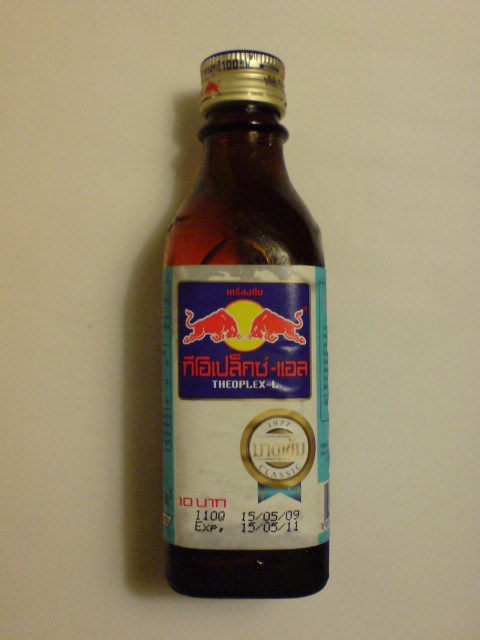 เครื่องดื่ม
ทีโอเปล็กซ์-แอล
THEOPLEX-L
1977
CLASSIC
10 บาท
110Q 15/05/09
Exp. 15/05/11